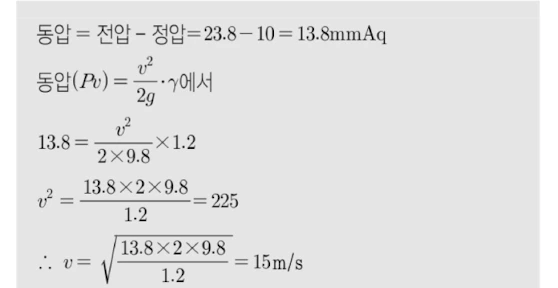 동압 = 전압 − 정압=23.8−10=13.8mmAq
동압(Pv)=v²/2g·γ에서
13.8=v²/2×9.8×1.2
v²=13.8×2×9.8/1.2=225
∴ v=√13.8×2×9.8/1.2=15m/s